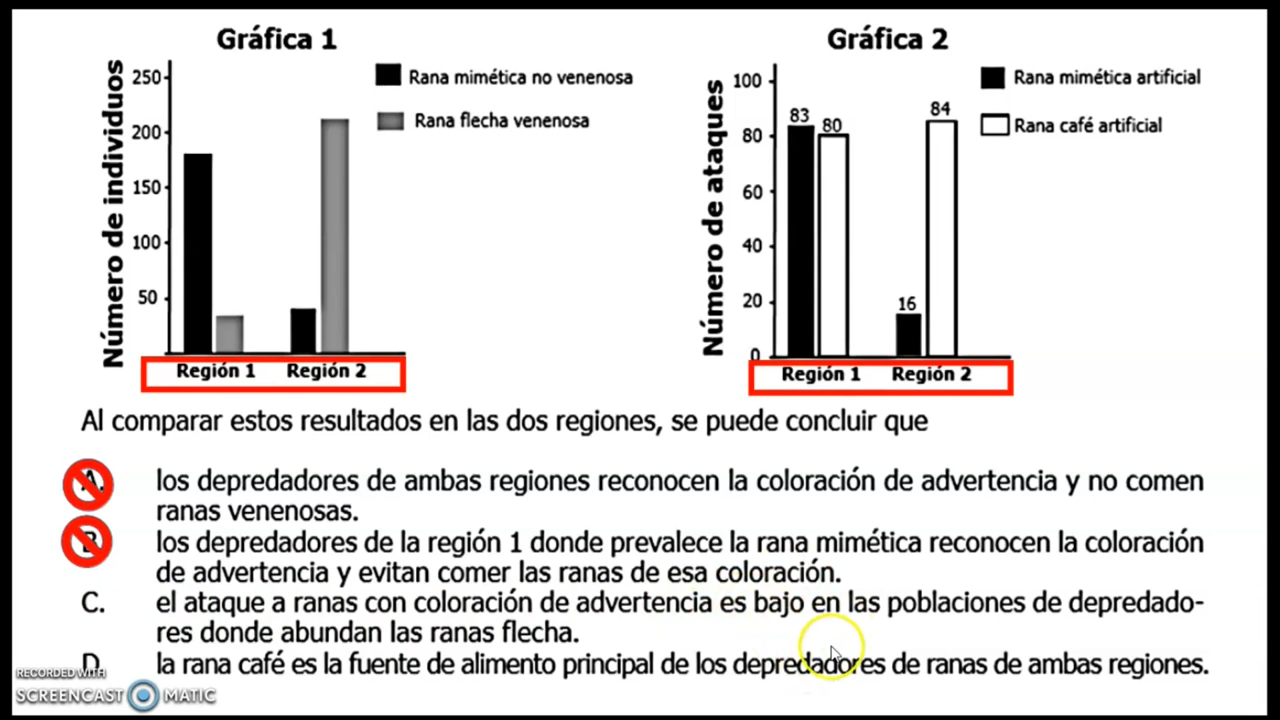 Gráfica 1
Número de individuos
250
200
150
100
50
Rana mimética no venenosa
Rana flecha venenosa
Región 1 Región 2
Gráfica 2
Número de ataques
100
80
60
40
20
0
83
80
16
84
Rana mimética artificial
Rana café artificial
Región 1 Región 2
Al comparar estos resultados en las dos regiones, se puede concluir que
A. los depredadores de ambas regiones reconocen la coloración de advertencia y no comen
ranas venenosas.
B. los depredadores de la región 1 donde prevalece la rana mimética reconocen la coloración
de advertencia y evitan comer las ranas de esa coloración.
C. el ataque a ranas con coloración de advertencia es bajo en las poblaciones de depredado-
res donde abundan las ranas flecha.
D. la rana café es la fuente de alimento principal de los depredadores de ranas de ambas regiones.
RECORDED WITH
SCREENCAST MATIC